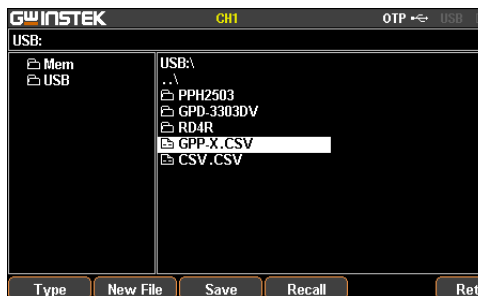 GWINSTEK CH1 OTP USB
USB:
Mem
USB
USB:\
..\
PPH2503
GPD-3303DV
RD4R
GPP-X.CSV
CSV.CSV
Type New File Save Recall Ret